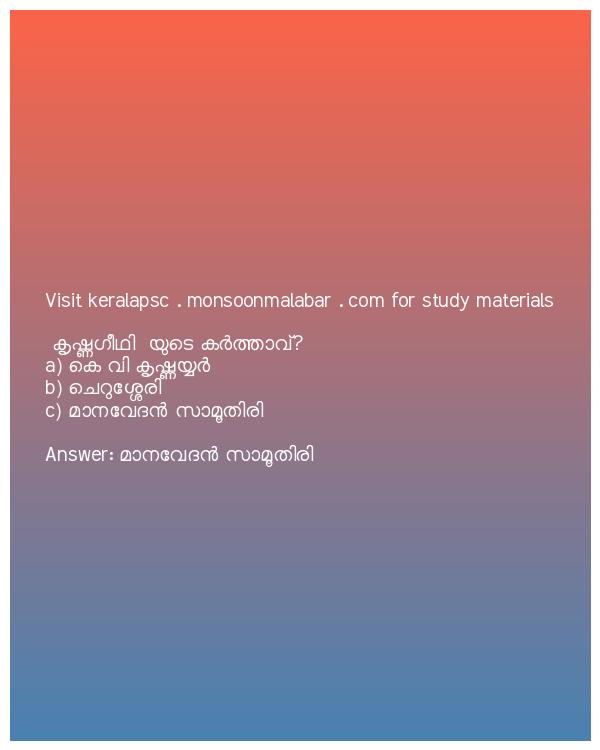 Visit keralapsc . monsoonmalabar . com for study materials
കൃഷ്ണഗീഥി യുടെ കർത്താവ്?
a) കെ വി കൃഷ്ണയ്യർ
b) ചെറുശ്ശേരി
c) മാനവേദൻ സാമൂതിരി
Answer: മാനവേദൻ സാമൂതിരി